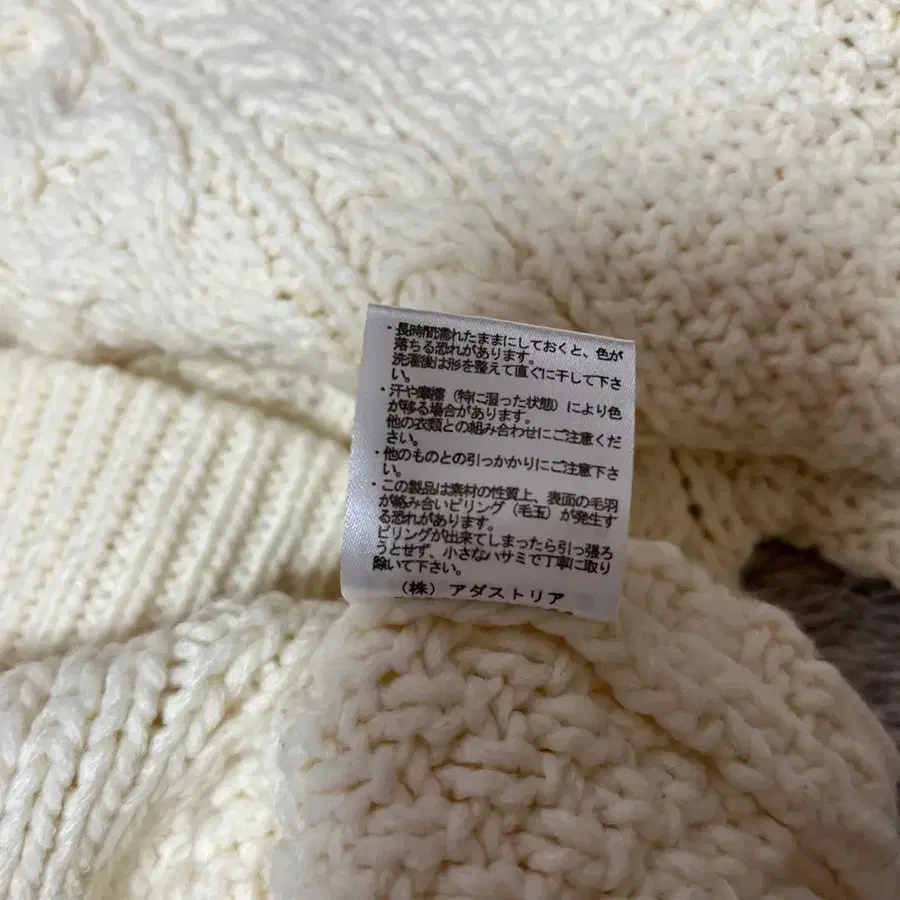 ・長時間濡れたままにしておくと、色が
落ちる恐れがあります。
洗濯後は形を整えて直ぐに干して下さ
い。
・汗や摩擦（特に湿った状態）により色
が移る場合があります。
他の衣類との組み合わせにご注意くだ
さい。
・他のものとの引っかかりにご注意下さ
い。
・この製品は素材の性質上、表面の毛羽
が絡み合いピリング（毛玉）が発生す
る恐れがあります。
ピリングが出来てしまったら引っ張ろ
うとせず、小さなハサミで丁寧に取り
除いて下さい。
（株）アダストリア